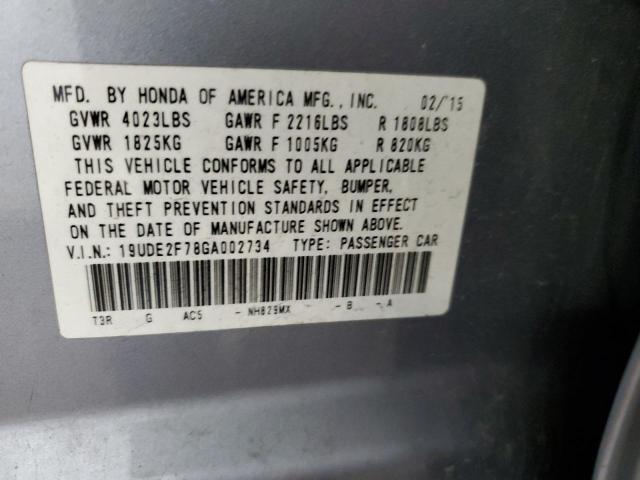 MFD. BY HONDA OF AMERICA MFG., INC. 02/'15
GVWR 4023LBS GAWR F 2216LBS R 1808LBS
GVWR 1825KG GAWR F 1005KG R 820KG
THIS VEHICLE CONFORMS TO ALL APPLICABLE
FEDERAL MOTOR VEHICLE SAFETY, BUMPER,
AND THEFT PREVENTION STANDARDS IN EFFECT
ON THE DATE OF MANUFACTURE SHOWN ABOVE.
V.I.N.: 19UDE2F78GA002734 TYPE: PASSENGER CAR
T3R G AC5 - NH829MX - B - A